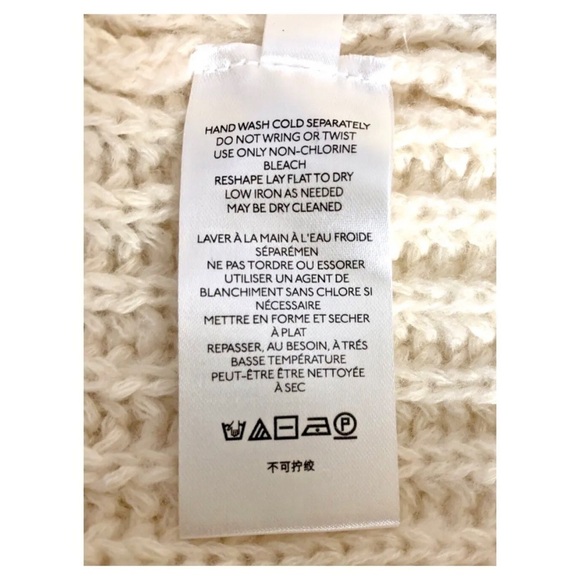 HAND WASH COLD SEPARATELY
DO NOT WRING OR TWIST
USE ONLY NON-CHLORINE
BLEACH
RESHAPE LAY FLAT TO DRY
LOW IRON AS NEEDED
MAY BE DRY CLEANED
LAVER À LA MAIN À L'EAU FROIDE
SÉPARÉMEN
NE PAS TORDRE OU ESSORER
UTILISER UN AGENT DE
BLANCHIMENT SANS CHLORE SI
NÉCESSAIRE
METTRE EN FORME ET SECHER
À PLAT
REPASSER, AU BESOIN, À TRÉS
BASSE TEMPÉRATURE
PEUT-ÊTRE ÊTRE NETTOYÉE
À SEC
P
不可拧绞